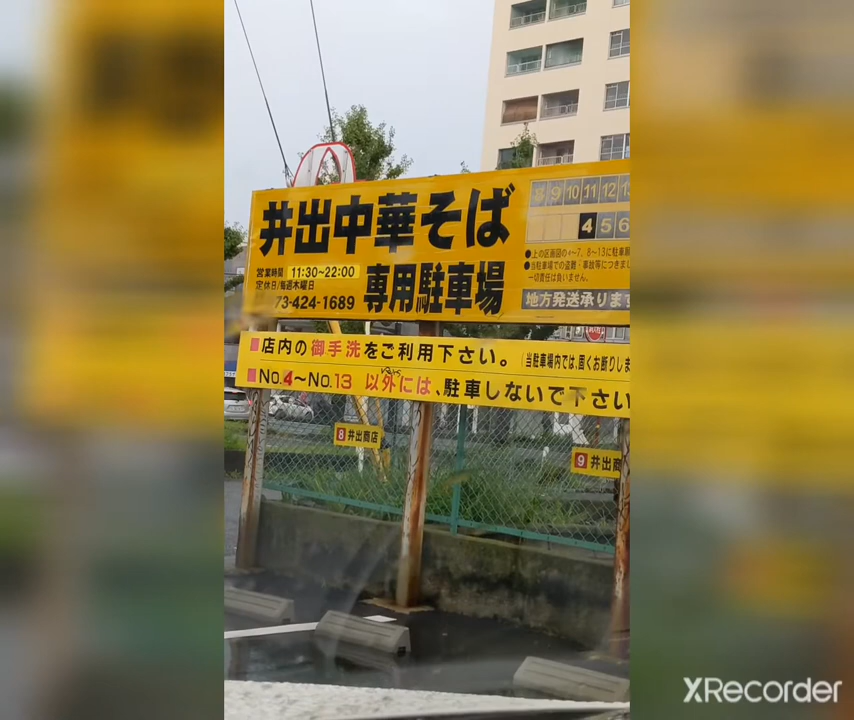 井出中華そば
専用駐車場
営業時間 11:30~22:00
定休日/毎週木曜日
73-424-1689
8 9 10 11 12 13
4 5 6
●上の区画図の4~7, 8~13に駐車願
●当駐車場での盗難・事故等につきまし
一切責任は負いません。
地方発送承ります
■店内の御手洗をご利用下さい。(当駐車場内では、固くお断りしま
■No.4~No.13 以外には、駐車しないで下さい
8 井出商店
9 井出商
XRecorder